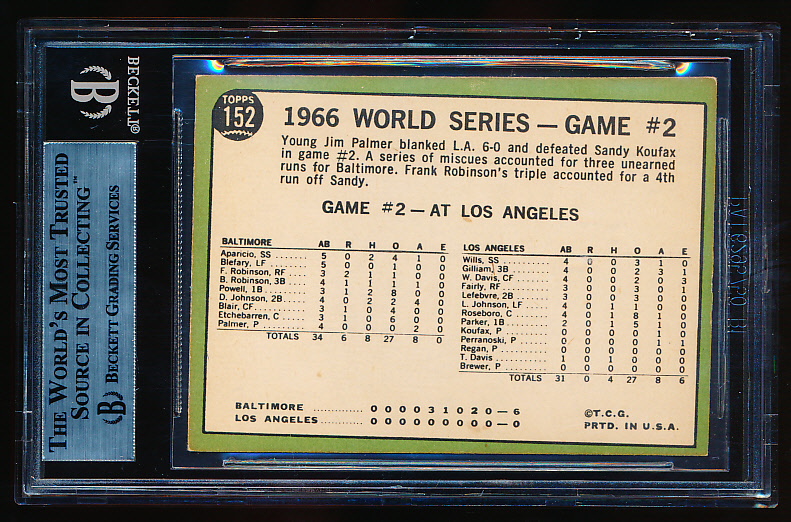 BECKETT®
B
THE WORLD'S MOST TRUSTED
SOURCE IN COLLECTING™
B BECKETT GRADING SERVICES
TOPPS
152
1966 WORLD SERIES — GAME #2
Young Jim Palmer blanked L.A. 6-0 and defeated Sandy Koufax
in game #2. A series of miscues accounted for three unearned
runs for Baltimore. Frank Robinson's triple accounted for a 4th
run off Sandy.
GAME #2—AT LOS ANGELES
BALTIMORE AB R H O A E
Aparicio, SS ........ 5 0 2 4 1 0
Blefary, LF ......... 5 0 0 1 0 0
F. Robinson, RF .... 3 2 1 1 0 0
B. Robinson, 3B .... 4 1 1 1 1 0
Powell, 1B .......... 3 1 2 8 0 0
D. Johnson, 2B ..... 4 0 2 2 4 0
Blair, CF ............ 3 1 0 4 0 0
Etchebarren, C ..... 3 1 0 6 0 0
Palmer, P ........... 4 0 0 0 2 0
TOTALS 34 6 8 27 8 0
LOS ANGELES AB R H O A E
Wills, SS ............ 4 0 0 3 1 0
Gilliam, 3B .......... 4 0 0 2 3 1
W. Davis, CF ........ 4 0 0 2 0 3
Fairly, RF ........... 3 0 0 3 0 1
Lefebvre, 2B ........ 3 0 0 3 0 0
L. Johnson, LF ...... 4 0 1 1 0 0
Roseboro, C ......... 4 0 1 8 1 0
Parker, 1B .......... 2 0 1 5 1 0
Koufax, P ........... 2 0 0 0 1 0
Perranoski, P ....... 0 0 0 0 1 1
Regan, P ............ 0 0 0 0 0 0
T. Davis ............. 1 0 1 0 0 0
Brewer, P ........... 0 0 0 0 0 0
TOTALS 31 0 4 27 8 6
BALTIMORE ............ 0 0 0 0 3 1 0 2 0—6
LOS ANGELES ......... 0 0 0 0 0 0 0 0 0—0
©T.C.G.
PRTD. IN U.S.A.